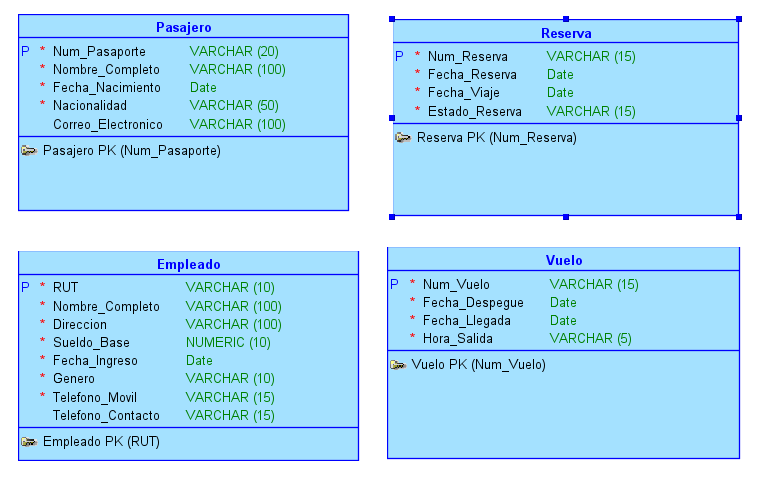 Pasajero
P * Num_Pasaporte VARCHAR (20)
* Nombre_Completo VARCHAR (100)
* Fecha_Nacimiento Date
* Nacionalidad VARCHAR (50)
Correo_Electronico VARCHAR (100)
Pasajero PK (Num_Pasaporte)
Reserva
P * Num_Reserva VARCHAR (15)
* Fecha_Reserva Date
* Fecha_Viaje Date
* Estado_Reserva VARCHAR (15)
Reserva PK (Num_Reserva)
Empleado
P * RUT VARCHAR (10)
* Nombre_Completo VARCHAR (100)
* Direccion VARCHAR (100)
* Sueldo_Base NUMERIC (10)
* Fecha_Ingreso Date
* Genero VARCHAR (10)
* Telefono_Movil VARCHAR (15)
Telefono_Contacto VARCHAR (15)
Empleado PK (RUT)
Vuelo
P * Num_Vuelo VARCHAR (15)
* Fecha_Despegue Date
* Fecha_Llegada Date
* Hora_Salida VARCHAR (5)
Vuelo PK (Num_Vuelo)